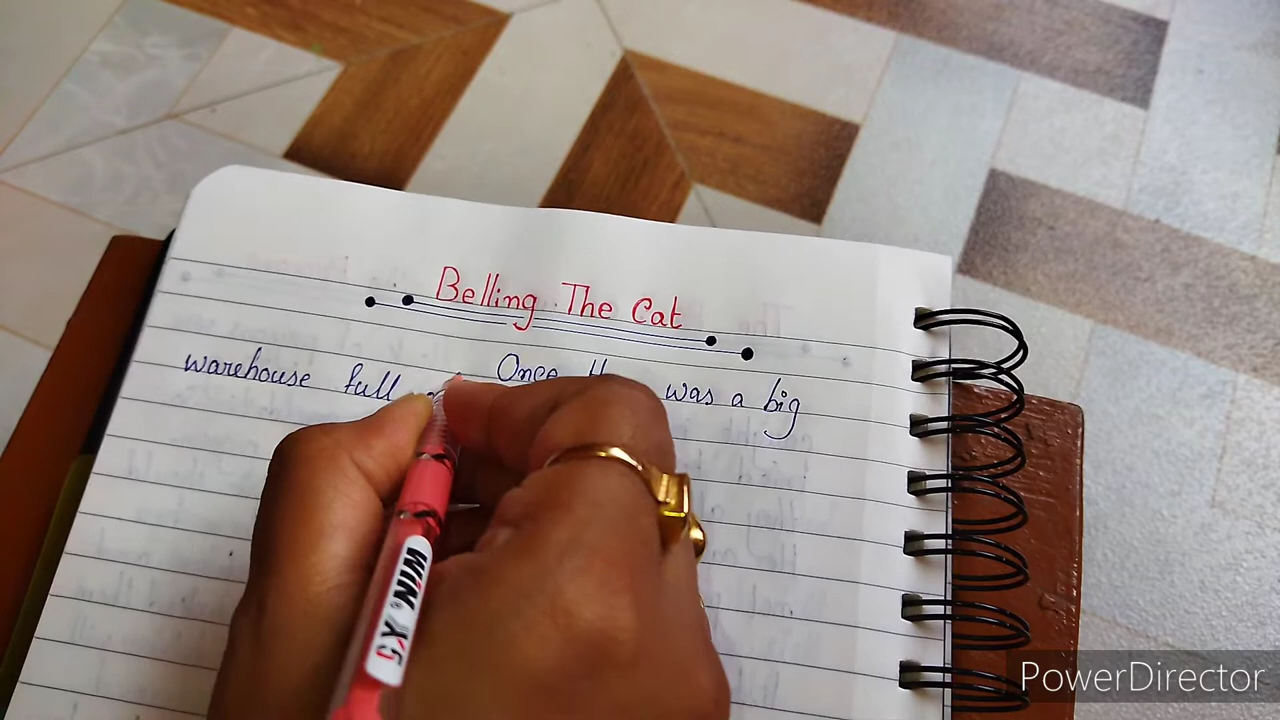 Belling The Cat
Once was a big
warehouse full
WIN X5
PowerDirector